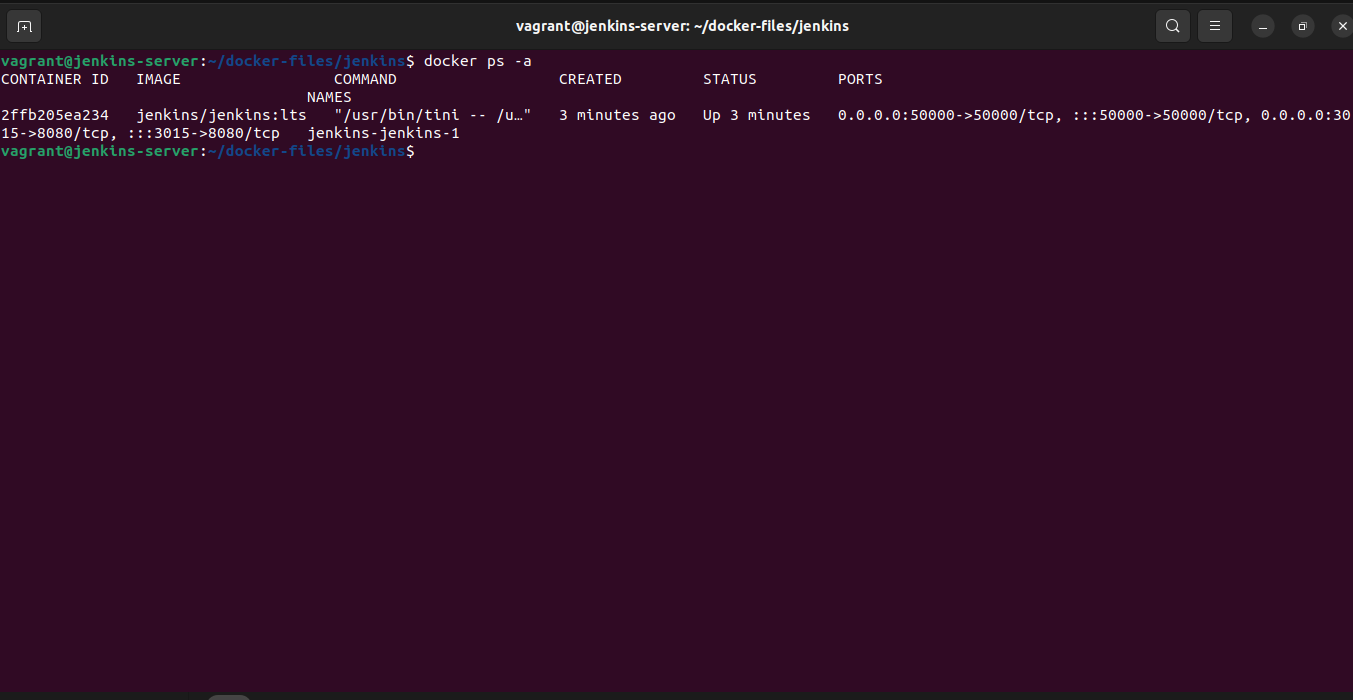 vagrant@jenkins-server: ~/docker-files/jenkins
vagrant@jenkins-server:~/docker-files/jenkins$ docker ps -a
CONTAINER ID   IMAGE                 COMMAND                  CREATED         STATUS         PORTS
                                  NAMES
2ffb205ea234   jenkins/jenkins:lts   "/usr/bin/tini -- /u…"   3 minutes ago   Up 3 minutes   0.0.0.0:50000->50000/tcp, :::50000->50000/tcp, 0.0.0.0:30
15->8080/tcp, :::3015->8080/tcp   jenkins-jenkins-1
vagrant@jenkins-server:~/docker-files/jenkins$